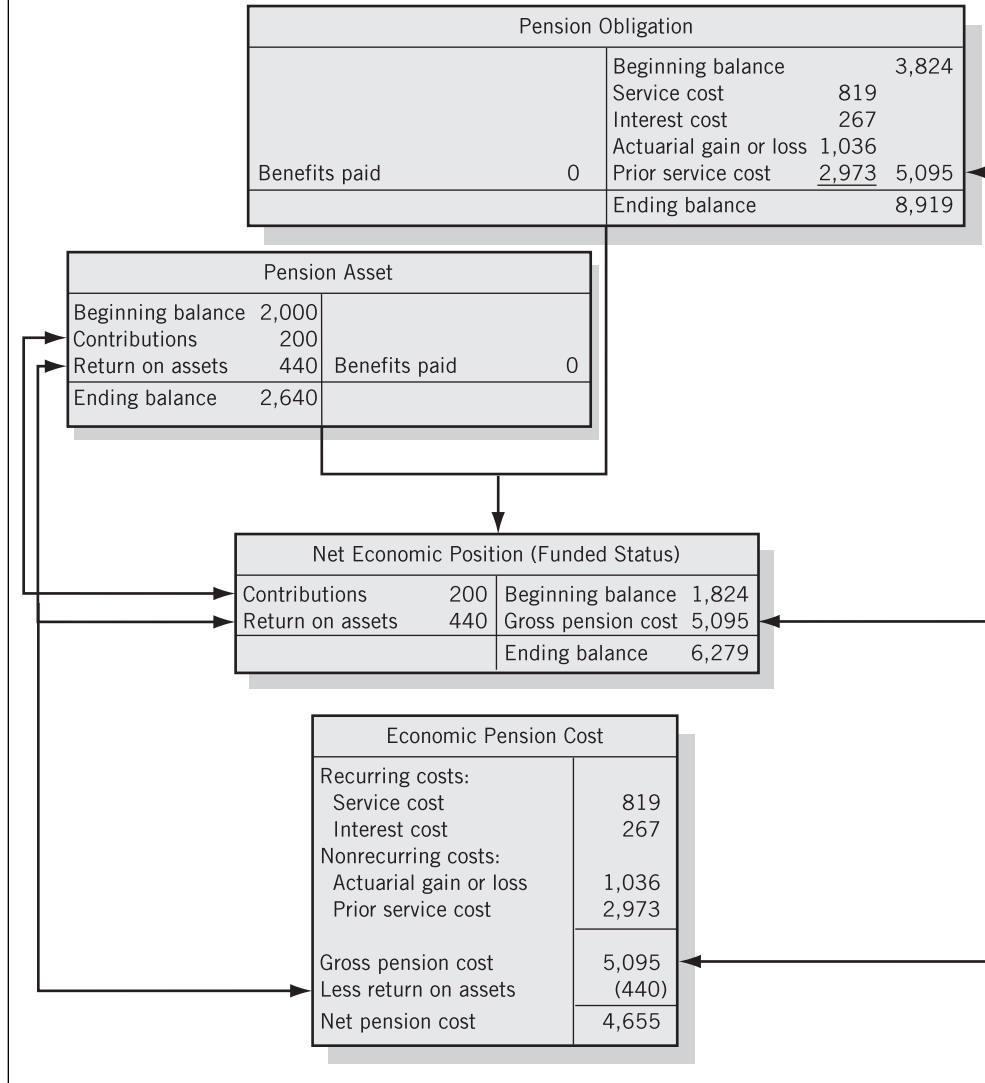 Pension Obligation
Beginning balance 3,824
Service cost 819
Interest cost 267
Actuarial gain or loss 1,036
Benefits paid 0 Prior service cost 2,973 5,095
Ending balance 8,919
Pension Asset
Beginning balance 2,000
Contributions 200
Return on assets 440 Benefits paid 0
Ending balance 2,640
Net Economic Position (Funded Status)
Contributions 200 Beginning balance 1,824
Return on assets 440 Gross pension cost 5,095
Ending balance 6,279
Economic Pension Cost
Recurring costs:
Service cost 819
Interest cost 267
Nonrecurring costs:
Actuarial gain or loss 1,036
Prior service cost 2,973
Gross pension cost 5,095
Less return on assets (440)
Net pension cost 4,655